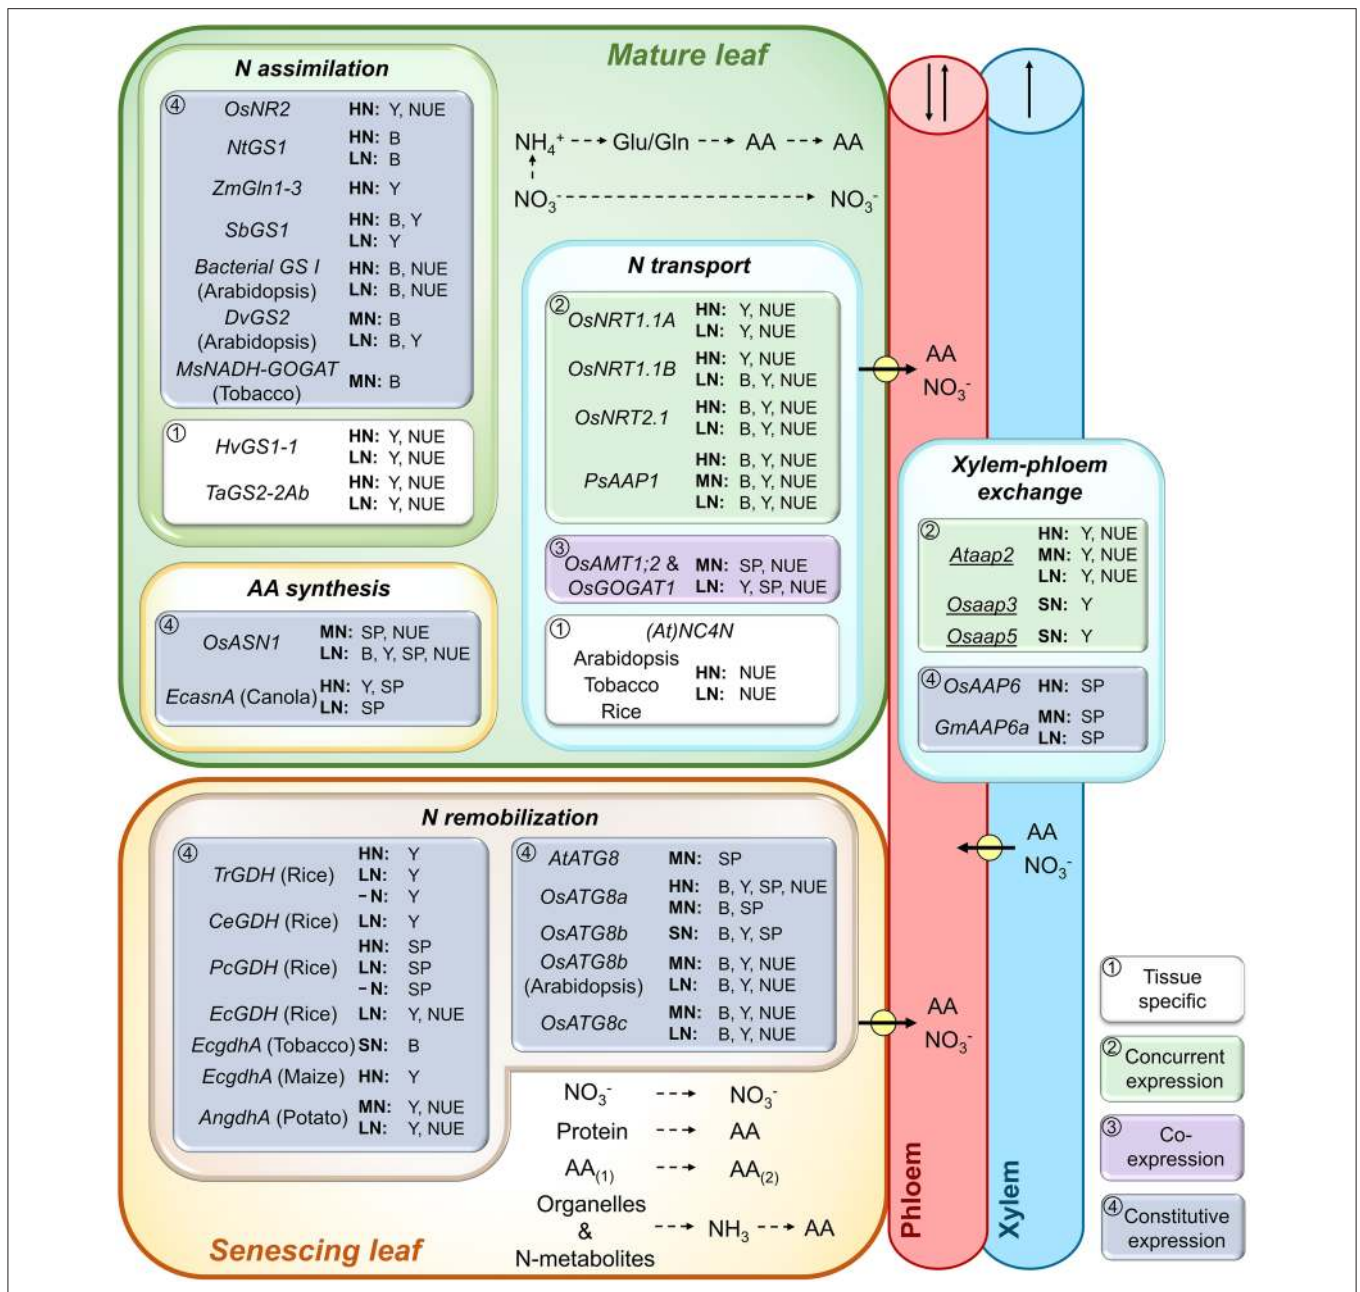 Mature leaf
N assimilation
④
OsNR2 HN: Y, NUE
NtGS1 HN: B
LN: B
ZmGln1-3 HN: Y
SbGS1 HN: B, Y
LN: Y
Bacterial GS I HN: B, NUE
(Arabidopsis) LN: B, NUE
DvGS2 MN: B
(Arabidopsis) LN: B, Y
MsNADH-GOGAT
(Tobacco) MN: B
①
HvGS1-1 HN: Y, NUE
LN: Y, NUE
TaGS2-2Ab HN: Y, NUE
LN: Y, NUE
AA synthesis
④
OsASN1 MN: SP, NUE
LN: B, Y, SP, NUE
EcasnA (Canola) HN: Y, SP
LN: SP
NH₄⁺ Glu/Gln AA AA
NO₃⁻ NO₃⁻
N transport
②
OsNRT1.1A HN: Y, NUE
LN: Y, NUE
OsNRT1.1B HN: Y, NUE
LN: B, Y, NUE
OsNRT2.1 HN: B, Y, NUE
LN: B, Y, NUE
PsAAP1 HN: B, Y, NUE
MN: B, Y, NUE
LN: B, Y, NUE
③
OsAMT1;2 & MN: SP, NUE
OsGOGAT1 LN: Y, SP, NUE
①
(At)NC4N
Arabidopsis
Tobacco
Rice
HN: NUE
LN: NUE
AA
NO₃⁻
Xylem-phloem
exchange
②
Ataap2 HN: Y, NUE
MN: Y, NUE
LN: Y, NUE
Osaap3 SN: Y
Osaap5 SN: Y
④
OsAAP6 HN: SP
GmAAP6a MN: SP
LN: SP
AA
NO₃⁻
N remobilization
④
TrGDH (Rice) HN: Y
LN: Y
–N: Y
CeGDH (Rice) LN: Y
PcGDH (Rice) HN: SP
LN: SP
–N: SP
EcGDH (Rice) LN: Y, NUE
EcgdhA (Tobacco) SN: B
EcgdhA (Maize) HN: Y
AngdhA (Potato) MN: Y, NUE
LN: Y, NUE
④
AtATG8 MN: SP
OsATG8a HN: B, Y, SP, NUE
MN: B, SP
OsATG8b SN: B, Y, SP
OsATG8b MN: B, Y, NUE
(Arabidopsis) LN: B, Y, NUE
OsATG8c MN: B, Y, NUE
LN: B, Y, NUE
AA
NO₃⁻
NO₃⁻ NO₃⁻
Protein AA
AA₍₁₎ AA₍₂₎
Organelles
&
N-metabolites
NH₃ AA
Senescing leaf
Phloem
Xylem
①
Tissue
specific
②
Concurrent
expression
③
Co-
expression
④
Constitutive
expression